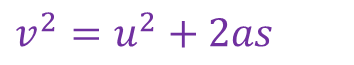 v² = u² + 2as